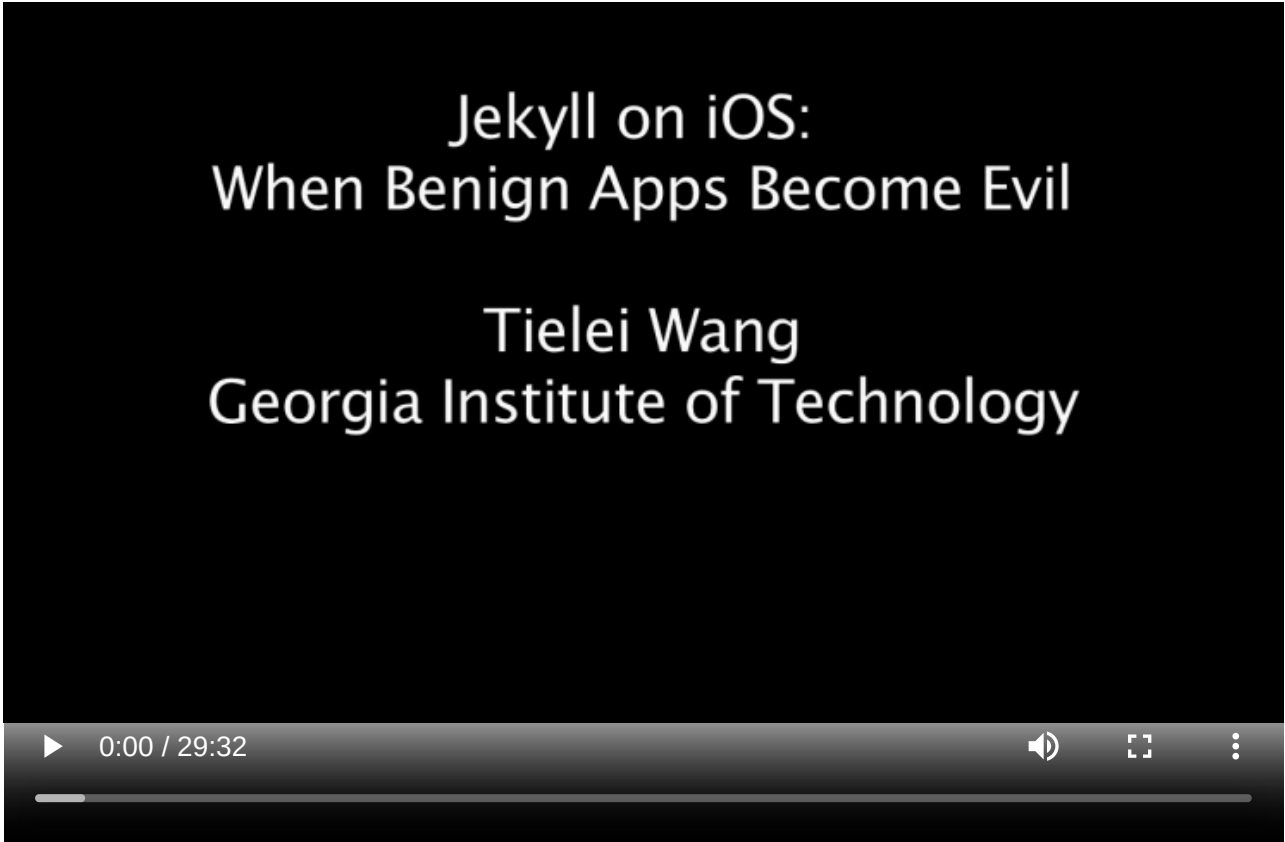 Jekyll on iOS:
When Benign Apps Become Evil
Tielei Wang
Georgia Institute of Technology
0:00 / 29:32